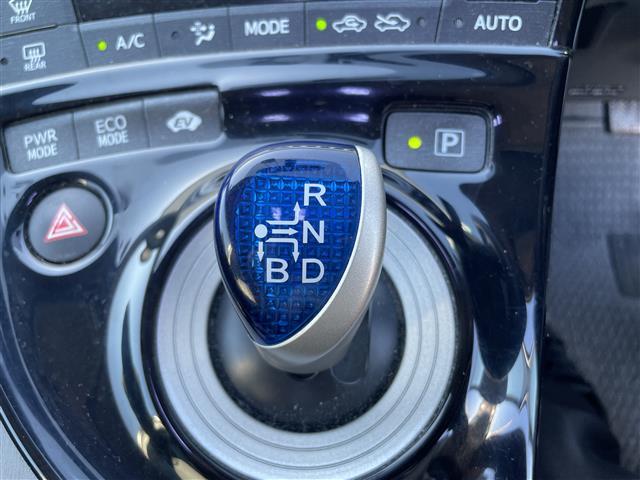 FRONT
REAR
A/C
MODE
AUTO
PWR
MODE
ECO
MODE
EV
P
R
N
B D